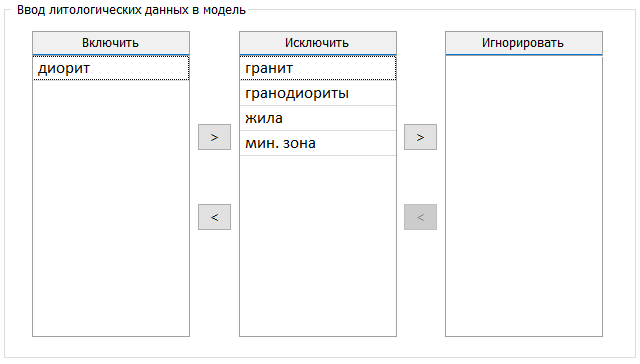 Ввод литологических данных в модель
Включить
Исключить
Игнорировать
диорит
гранит
гранодиориты
жила
мин. зона
>
>
<
<